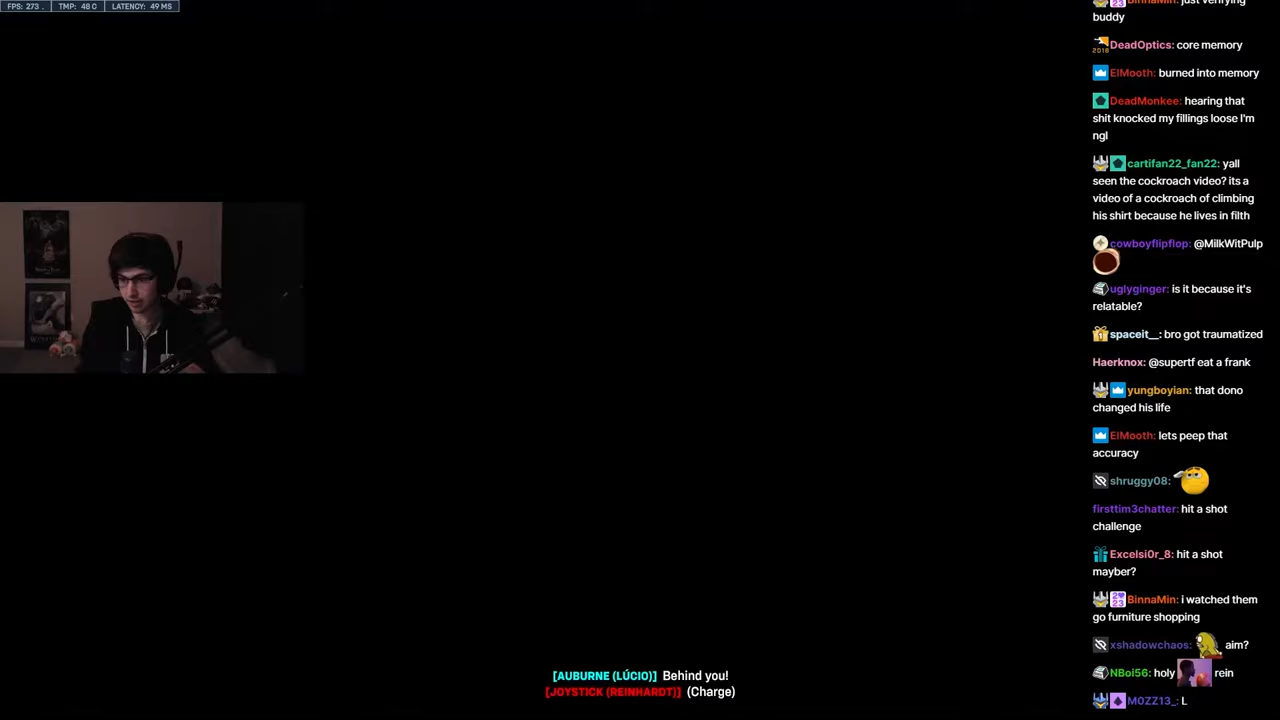 FPS: 273 . TMP: 48 C LATENCY: 49 MS
BinnaMin: just verifying
buddy
DeadOptics: core memory
ElMooth: burned into memory
DeadMonkee: hearing that
shit knocked my fillings loose I'm
ngl
cartifan22_fan22: yall
seen the cockroach video? its a
video of a cockroach of climbing
his shirt because he lives in filth
cowboyflipflop: @MilkWitPulp
uglyginger: is it because it's
relatable?
spaceit__: bro got traumatized
Haerknox: @supertf eat a frank
yungboyian: that dono
changed his life
ElMooth: lets peep that
accuracy
shruggy08:
firsttim3chatter: hit a shot
challenge
Excelsi0r_8: hit a shot
mayber?
BinnaMin: i watched them
go furniture shopping
xshadowchaos: aim?
NBoi56: holy rein
M0ZZ13_: L
[AUBURNE (LÚCIO)] Behind you!
[JOYSTICK (REINHARDT)] (Charge)